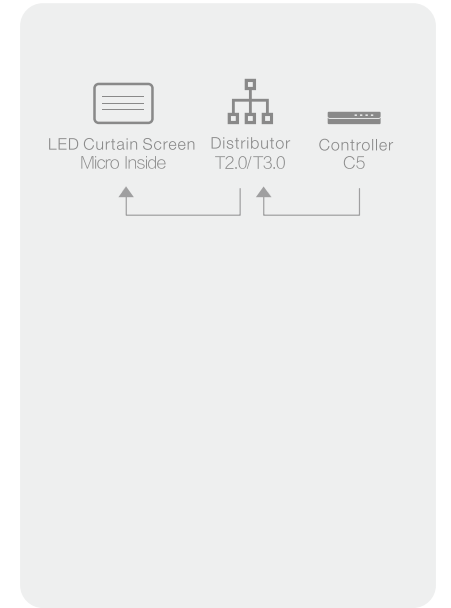 LED Curtain Screen
Micro Inside
Distributor
T2.0/T3.0
Controller
C5